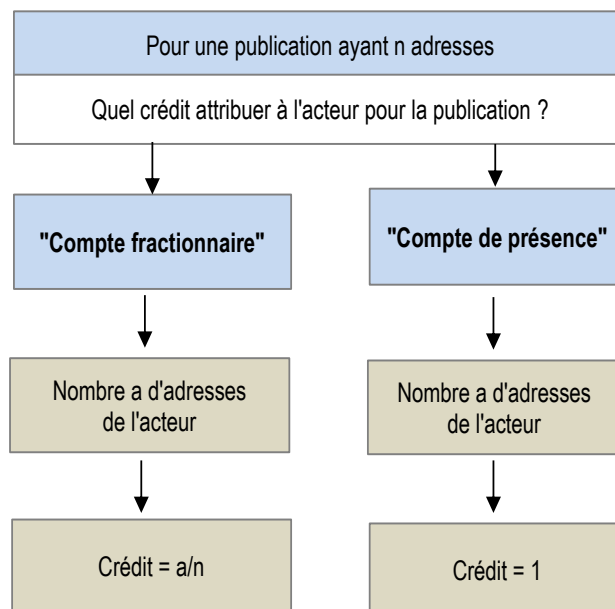 Pour une publication ayant n adresses
Quel crédit attribuer à l'acteur pour la publication ?
"Compte fractionnaire"
"Compte de présence"
Nombre a d'adresses
de l'acteur
Nombre a d'adresses
de l'acteur
Crédit = a/n
Crédit = 1